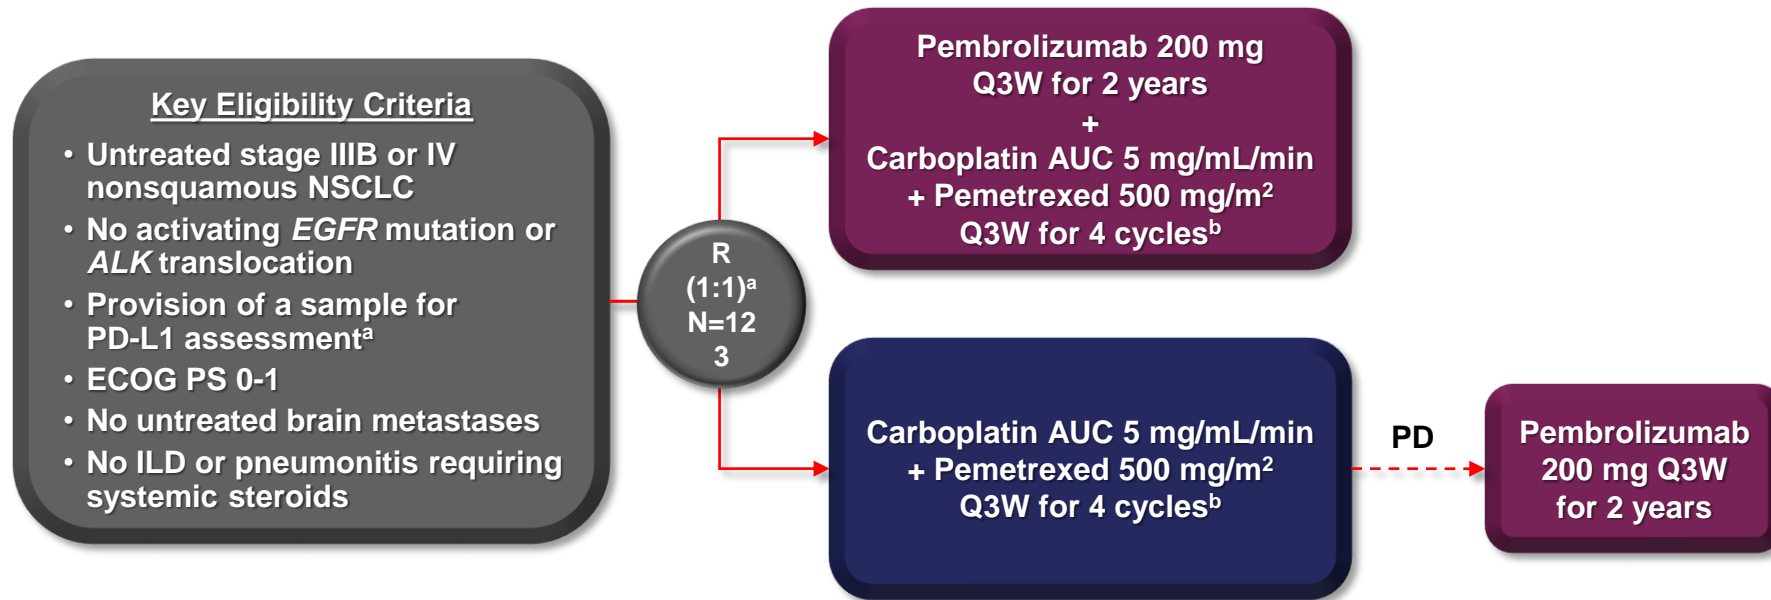 Key Eligibility Criteria
• Untreated stage IIIB or IV
nonsquamous NSCLC
• No activating EGFR mutation or
ALK translocation
• Provision of a sample for
PD-L1 assessmentᵃ
• ECOG PS 0-1
• No untreated brain metastases
• No ILD or pneumonitis requiring
systemic steroids
R
(1:1)ᵃ
N=12
3
Pembrolizumab 200 mg
Q3W for 2 years
+
Carboplatin AUC 5 mg/mL/min
+ Pemetrexed 500 mg/m²
Q3W for 4 cyclesᵇ
Carboplatin AUC 5 mg/mL/min
+ Pemetrexed 500 mg/m²
Q3W for 4 cyclesᵇ
PD
Pembrolizumab
200 mg Q3W
for 2 years